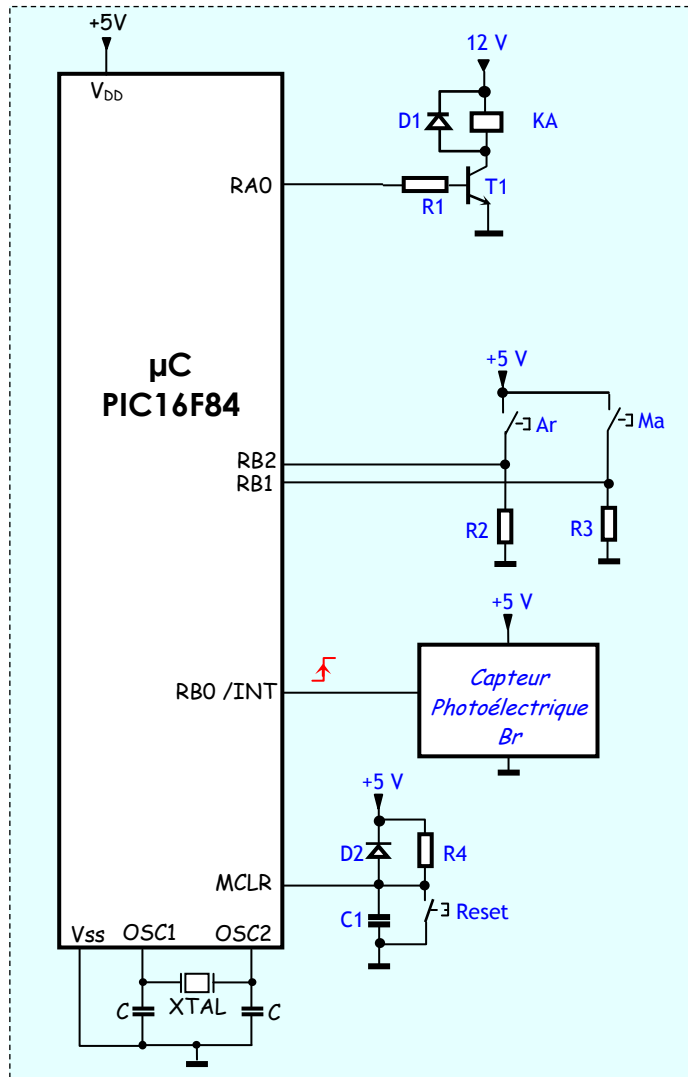 +5V
VDD
12 V
D1
KA
RA0
R1
T1
µC
PIC16F84
+5 V
Ar
Ma
RB2
RB1
R2
R3
+5 V
RB0 /INT
Capteur
Photoélectrique
Br
+5 V
D2
R4
MCLR
C1
Reset
Vss
OSC1
OSC2
C
XTAL
C